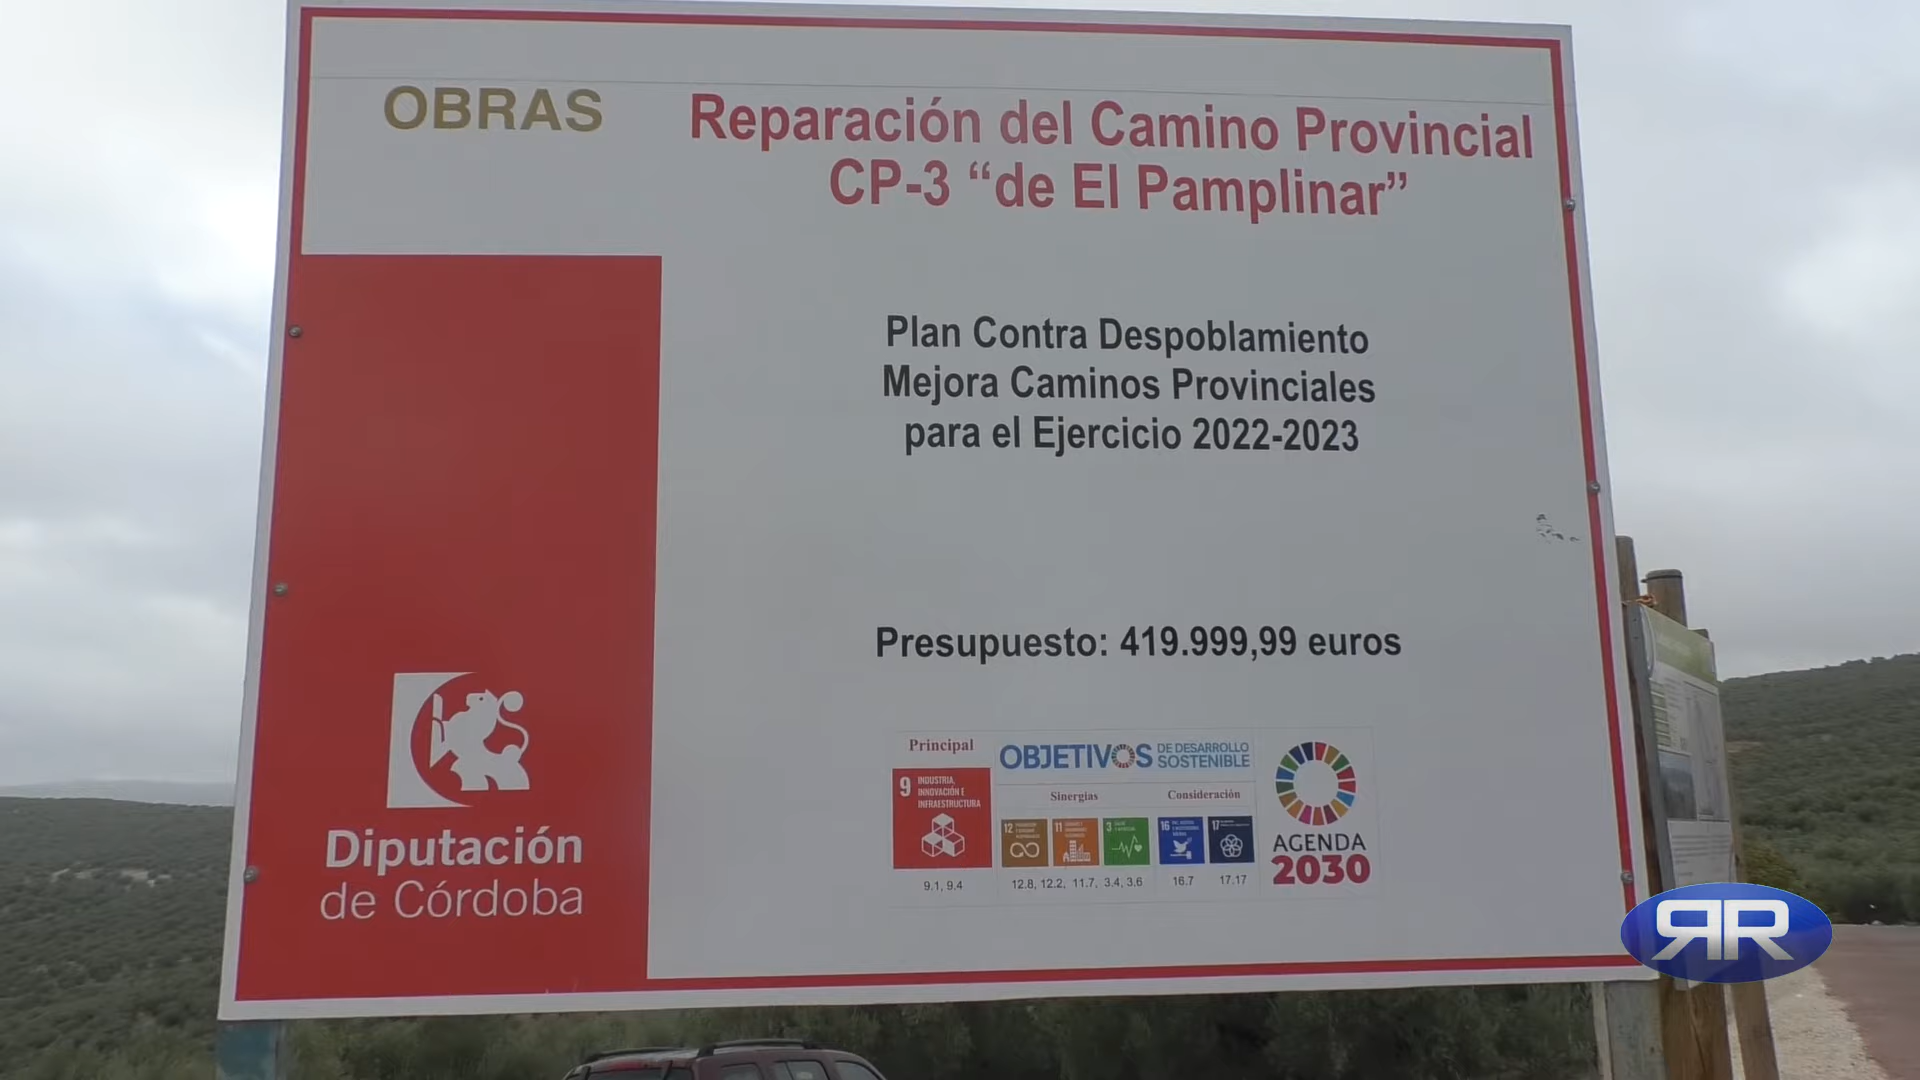 OBRAS
Reparación del Camino Provincial
CP-3 “de El Pamplinar”
Plan Contra Despoblamiento
Mejora Caminos Provinciales
para el Ejercicio 2022-2023
Presupuesto: 419.999,99 euros
Diputación
de Córdoba
Principal
9 INDUSTRIA,
INNOVACIÓN E
INFRAESTRUCTURA
9.1, 9.4
OBJETIVOS DE DESARROLLO
SOSTENIBLE
Sinergias
Consideración
12
11
3
16
17
12.8, 12.2, 11.7, 3.4, 3.6
16.7
17.17
AGENDA
2030
RR